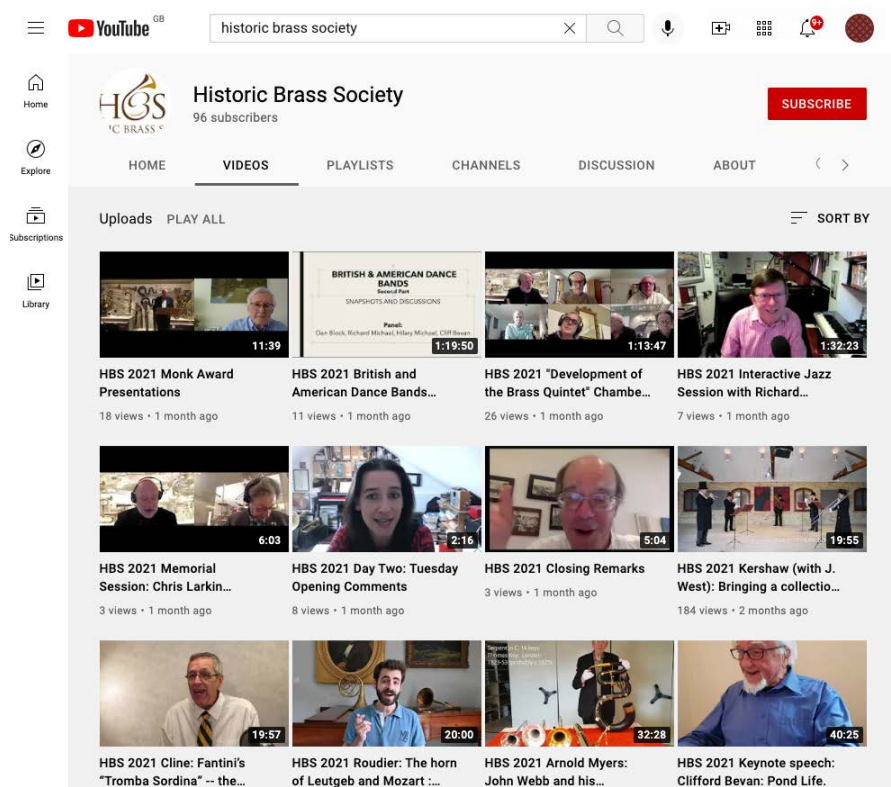 YouTube GB
historic brass society
9+
Home
Explore
Subscriptions
Library
HBS
'C BRASS S
Historic Brass Society
96 subscribers
SUBSCRIBE
HOME VIDEOS PLAYLISTS CHANNELS DISCUSSION ABOUT
Uploads PLAY ALL
SORT BY
11:39
BRITISH & AMERICAN DANCE
BANDS
Second Part
SNAPSHOTS AND DISCUSSIONS
Panel:
Dan Block, Richard Michael, Hilary Michael, Cliff Bevan
1:19:50
1:13:47
1:32:23
HBS 2021 Monk Award
Presentations
18 views • 1 month ago
HBS 2021 British and
American Dance Bands...
11 views • 1 month ago
HBS 2021 "Development of
the Brass Quintet" Chambe...
26 views • 1 month ago
HBS 2021 Interactive Jazz
Session with Richard...
7 views • 1 month ago
6:03
2:16
5:04
19:55
HBS 2021 Memorial
Session: Chris Larkin...
3 views • 1 month ago
HBS 2021 Day Two: Tuesday
Opening Comments
8 views • 1 month ago
HBS 2021 Closing Remarks
3 views • 1 month ago
HBS 2021 Kershaw (with J.
West): Bringing a collectio...
184 views • 2 months ago
19:57
20:00
Serpent in C, 14 keys
Thomas Key, London
32:28
40:25
HBS 2021 Cline: Fantini's
"Tromba Sordina" -- the...
HBS 2021 Roudier: The horn
of Leutgeb and Mozart :...
HBS 2021 Arnold Myers:
John Webb and his...
HBS 2021 Keynote speech:
Clifford Bevan: Pond Life.